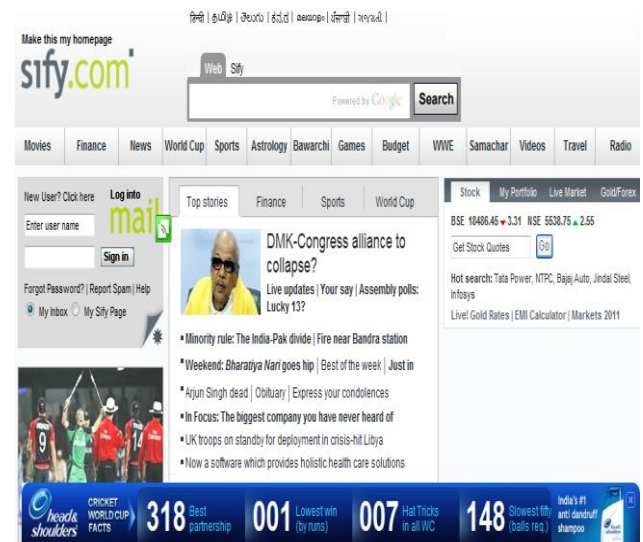 हिन्दी | தமிழ் | తెలుగు | ಕನ್ನಡ | മലയാളം | ਪੰਜਾਬੀ | ગુજરાતી |
Make this my homepage
sify.com
Web Sify
Powered by Google Search
Movies Finance News World Cup Sports Astrology Bawarchi Games Budget WWE Samachar Videos Travel Radio
New User? Click here Log into
mail
Enter user name
Sign in
Forgot Password? | Report Spam | Help
My Inbox My Sify Page
Top stories Finance Sports World Cup
DMK-Congress alliance to
collapse?
Live updates | Your say | Assembly polls:
Lucky 13?
Minority rule: The India-Pak divide | Fire near Bandra station
Weekend: Bharatiya Nari goes hip | Best of the week | Just in
Arjun Singh dead | Obituary | Express your condolences
In Focus: The biggest company you have never heard of
UK troops on standby for deployment in crisis-hit Libya
Now a software which provides holistic health care solutions
Stock My Portfolio Live Market Gold/Forex
BSE 18486.45 ▼ 3.31 NSE 5538.75 ▲ 2.55
Get Stock Quotes Go
Hot search: Tata Power, NTPC, Bajaj Auto, Jindal Steel,
Infosys
Live! Gold Rates | EMI Calculator | Markets 2011
9 14
head&
shoulders
CRICKET
WORLD CUP
FACTS
318 Best
partnership
001 Lowest win
(by runs)
007 Hat Tricks
in all WC
148 Slowest fifty
(balls req.)
India's #1
anti dandruff
shampoo
x